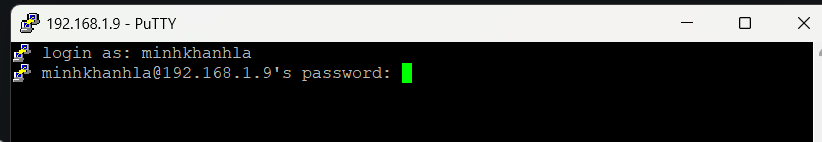 192.168.1.9 - PuTTY
login as: minhkhanhla
minhkhanhla@192.168.1.9's password: